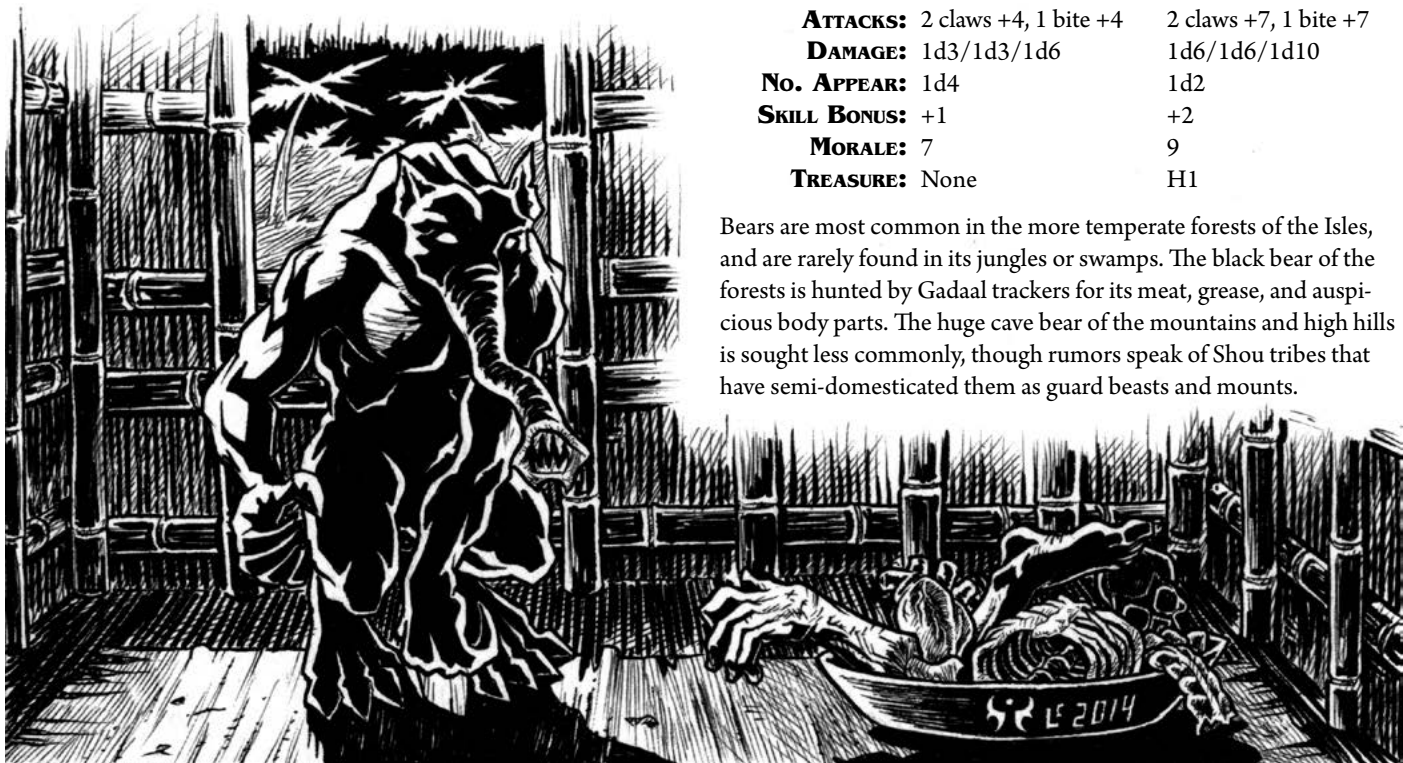 Attacks: 2 claws +4, 1 bite +4 2 claws +7, 1 bite +7
Damage: 1d3/1d3/1d6 1d6/1d6/1d10
No. Appear: 1d4 1d2
Skill Bonus: +1 +2
Morale: 7 9
Treasure: None H1
Bears are most common in the more temperate forests of the Isles,
and are rarely found in its jungles or swamps. The black bear of the
forests is hunted by Gadaal trackers for its meat, grease, and auspi-
cious body parts. The huge cave bear of the mountains and high hills
is sought less commonly, though rumors speak of Shou tribes that
have semi-domesticated them as guard beasts and mounts.
LF 2014